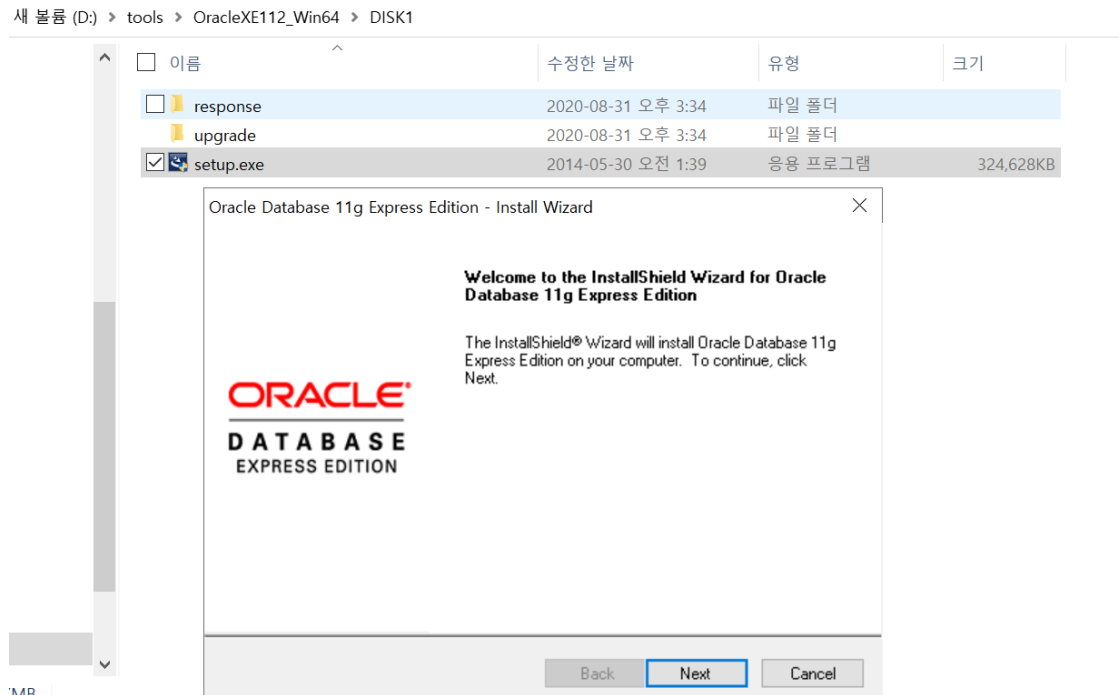 새 볼륨 (D:) > tools > OracleXE112_Win64 > DISK1
이름 수정한 날짜 유형 크기
response 2020-08-31 오후 3:34 파일 폴더
upgrade 2020-08-31 오후 3:34 파일 폴더
setup.exe 2014-05-30 오전 1:39 응용 프로그램 324,628KB
Oracle Database 11g Express Edition - Install Wizard
Welcome to the InstallShield Wizard for Oracle
Database 11g Express Edition
The InstallShield® Wizard will install Oracle Database 11g
Express Edition on your computer. To continue, click
Next.
ORACLE®
DATABASE
EXPRESS EDITION
Back Next Cancel